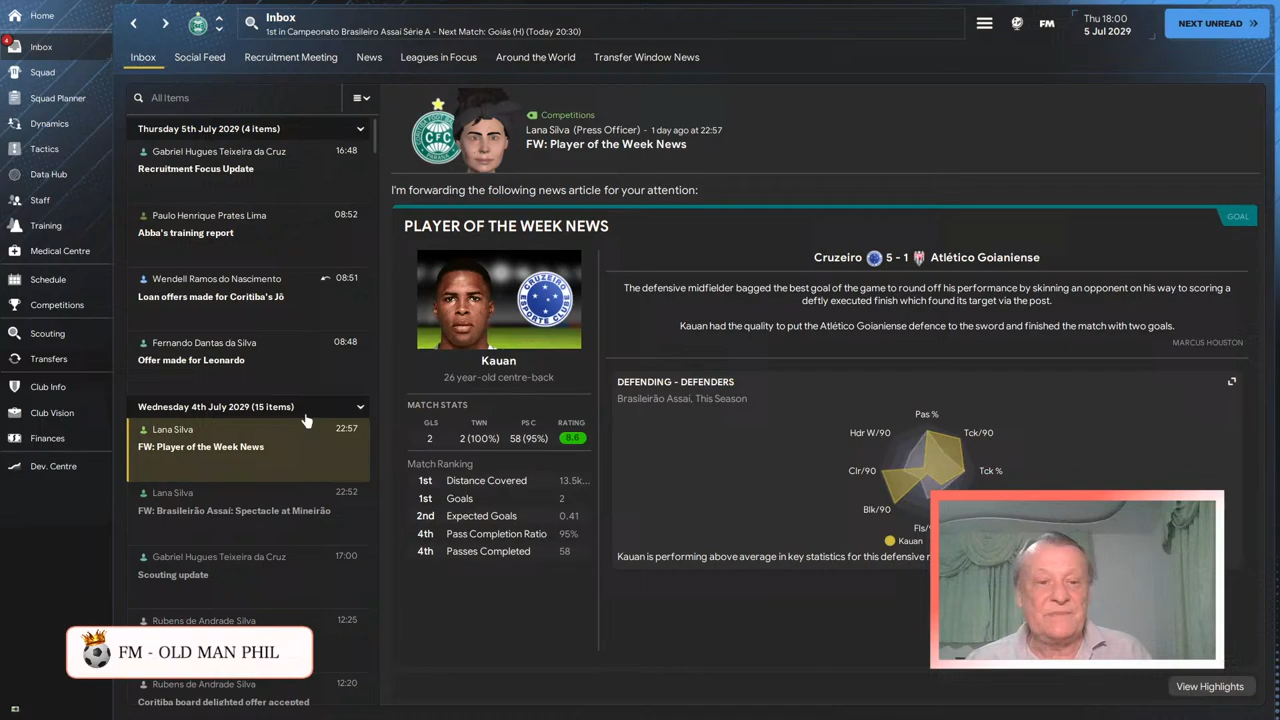 Home
4
Inbox
Squad
Squad Planner
Dynamics
Tactics
Data Hub
Staff
Training
Medical Centre
Schedule
Competitions
Scouting
Transfers
Club Info
Club Vision
Finances
Dev. Centre
Inbox
1st in Campeonato Brasileiro Assaí Série A - Next Match: Goiás (H) (Today 20:30)
FM
Thu 18:00
5 Jul 2029
NEXT UNREAD
Inbox
Social Feed
Recruitment Meeting
News
Leagues in Focus
Around the World
Transfer Window News
All Items
Thursday 5th July 2029 (4 items)
Gabriel Hugues Teixeira da Cruz 16:48
Recruitment Focus Update
Paulo Henrique Prates Lima 08:52
Abba's training report
Wendell Ramos do Nascimento 08:51
Loan offers made for Coritiba's Jô
Fernando Dantas da Silva 08:48
Offer made for Leonardo
Wednesday 4th July 2029 (15 items)
Lana Silva 22:57
FW: Player of the Week News
Lana Silva 22:52
FW: Brasileirão Assaí: Spectacle at Mineirão
Gabriel Hugues Teixeira da Cruz 17:00
Scouting update
Rubens de Andrade Silva 12:25
FM - OLD MAN PHIL
Rubens de Andrade Silva 12:20
Coritiba board delighted offer accepted
CFC
PARANÁ
Competitions
Lana Silva (Press Officer) - 1 day ago at 22:57
FW: Player of the Week News
I'm forwarding the following news article for your attention:
GOAL
PLAYER OF THE WEEK NEWS
CRUZEIRO ESPORTE CLUBE
Kauan
26 year-old centre-back
MATCH STATS
GLS TWN PS C RATING
2 2 (100%) 58 (95%) 8.6
Match Ranking
1st Distance Covered 13.5k...
1st Goals 2
2nd Expected Goals 0.41
4th Pass Completion Ratio 95%
4th Passes Completed 58
Cruzeiro 5 - 1 Atlético Goianiense
The defensive midfielder bagged the best goal of the game to round off his performance by skinning an opponent on his way to scoring a
deftly executed finish which found its target via the post.
Kauan had the quality to put the Atlético Goianiense defence to the sword and finished the match with two goals.
MARCUS HOUSTON
DEFENDING - DEFENDERS
Brasileirão Assaí, This Season
Pas %
Hdr W/90
Tck/90
Clr/90
Tck %
Blk/90
Fls/9
Kauan
Kauan is performing above average in key statistics for this defensive r
View Highlights